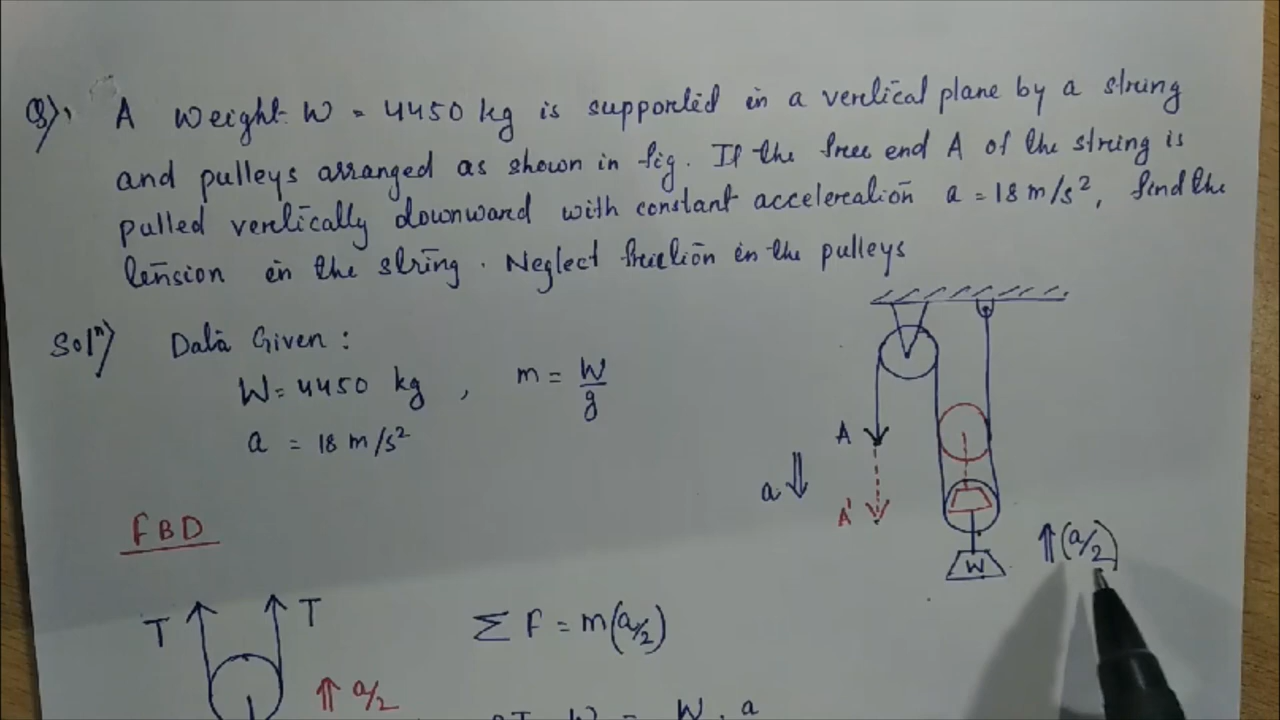 Q). A weight W = 4450 kg is supported in a vertical plane by a string
and pulleys arranged as shown in fig. If the free end A of the string is
pulled vertically downward with constant acceleration a = 18 m/s², find the
tension in the string. Neglect friction in the pulleys
Solⁿ) Data Given :
W = 4450 kg , m = W/g
a = 18 m/s²
A
a
A'
W
(a/2)
FBD
T T
a/2
Σ F = m(a/2)